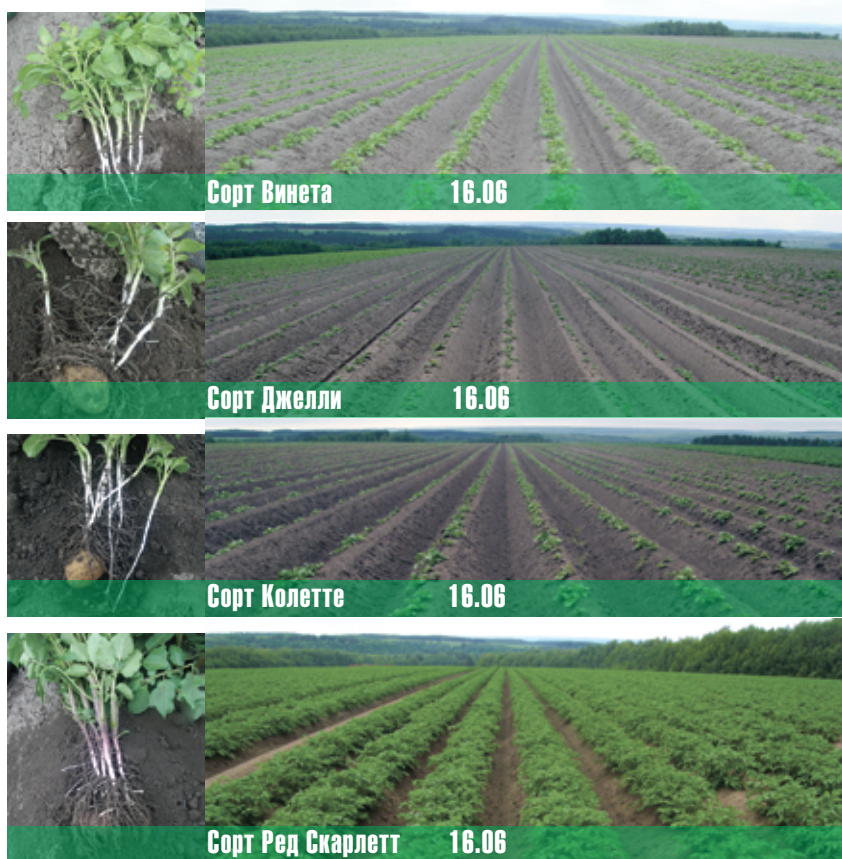 Сорт Винета 16.06
Сорт Джелли 16.06
Сорт Колетте 16.06
Сорт Ред Скарлетт 16.06